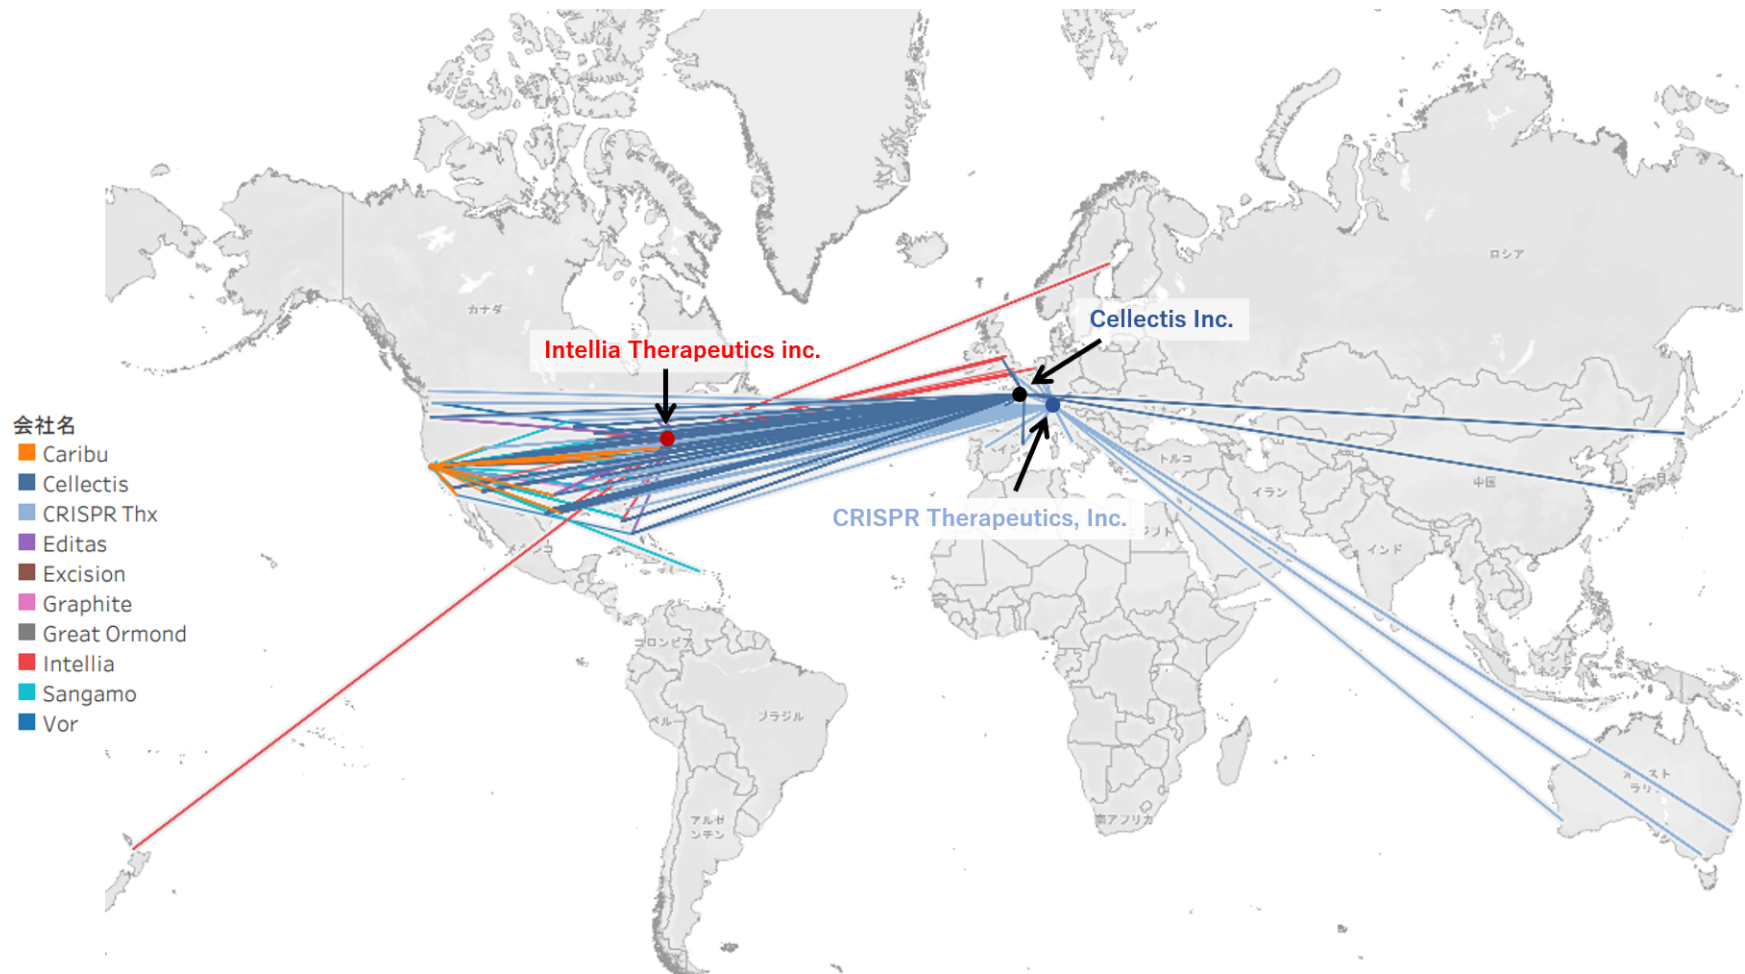 ロシア
カナダ
Cellectis Inc.
Intellia Therapeutics inc.
会社名
Caribu
Cellectis
CRISPR Thx
Editas
Excision
Graphite
Great Ormond
Intellia
Sangamo
Vor
トルコ
イラン
中国
日本
CRISPR Therapeutics, Inc.
インド
コロンビア
ペルー
ブラジル
アルゼ
ンチン
南アフリカ
オースト
ラリ